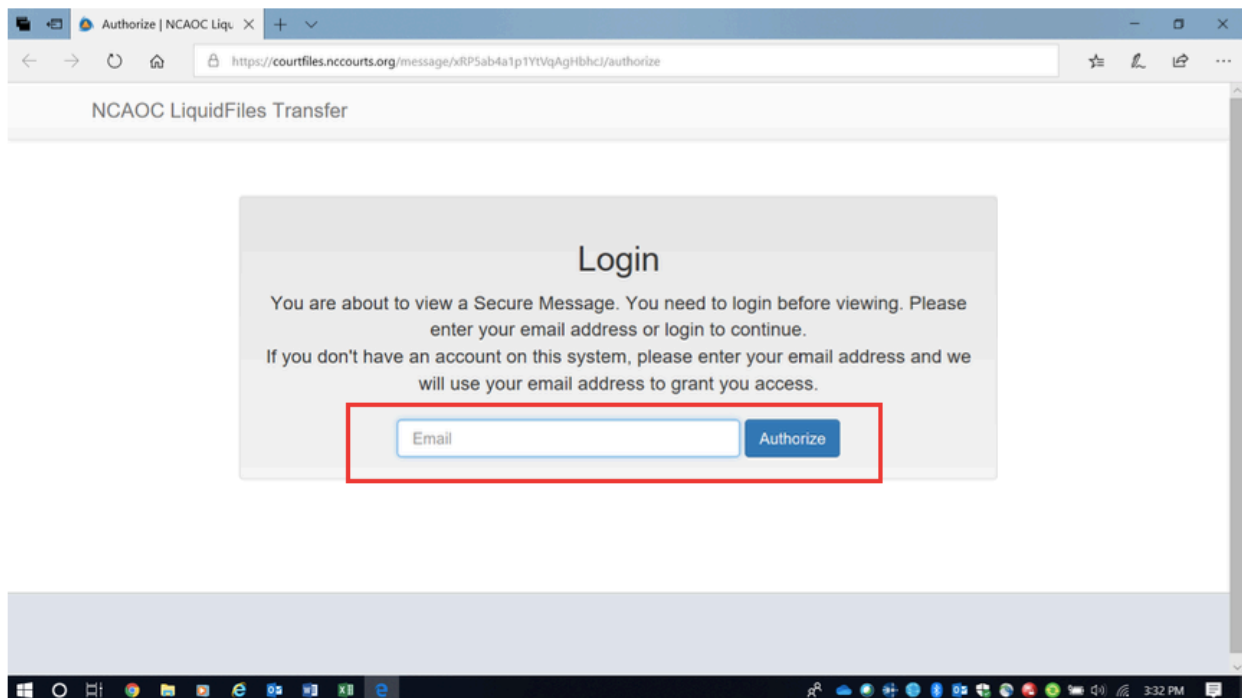 Authorize | NCAOC Liqu
https://courtfiles.nccourts.org/message/xRP5ab4a1p1YtVqAgHbhcJ/authorize
NCAOC LiquidFiles Transfer
Login
You are about to view a Secure Message. You need to login before viewing. Please
enter your email address or login to continue.
If you don't have an account on this system, please enter your email address and we
will use your email address to grant you access.
Email
Authorize
3:32 PM